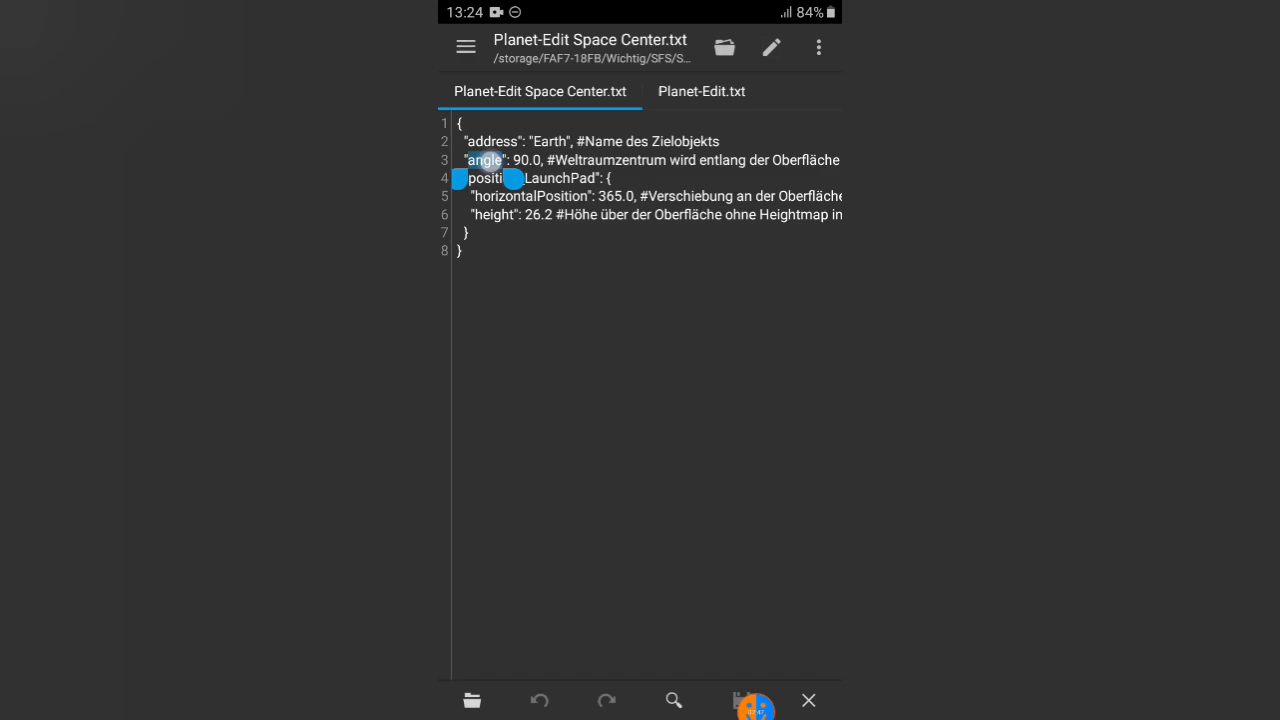 13:24 84%
Planet-Edit Space Center.txt
/storage/FAF7-18FB/Wichtig/SFS/S...
Planet-Edit Space Center.txt Planet-Edit.txt
1 {
2 "address": "Earth", #Name des Zielobjekts
3 "angle": 90.0, #Weltraumzentrum wird entlang der Oberfläche
4 positi LaunchPad": {
5 "horizontalPosition": 365.0, #Verschiebung an der Oberfläche
6 "height": 26.2 #Höhe über der Oberfläche ohne Heightmap in
7 }
8 }